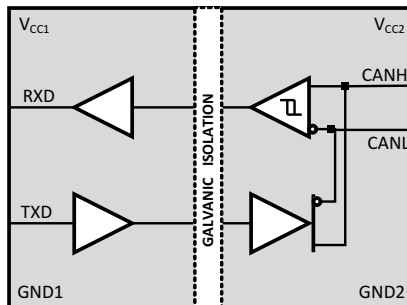 VCC1
VCC2
RXD
CANH
CANL
GALVANIC ISOLATION
TXD
GND1
GND2